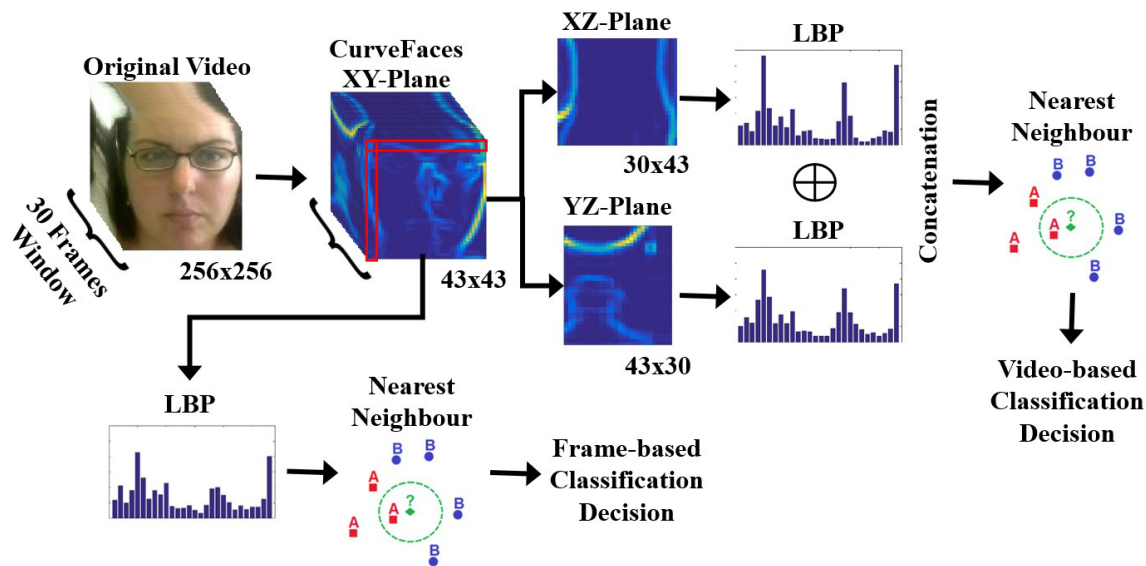 Original Video
30 Frames
Window
256x256
CurveFaces
XY-Plane
43x43
XZ-Plane
30x43
YZ-Plane
43x30
LBP
LBP
Concatenation
Nearest
Neighbour
B
B
A
?
A
A
B
B
Video-based
Classification
Decision
LBP
Nearest
Neighbour
B
B
A
?
A
A
B
B
Frame-based
Classification
Decision